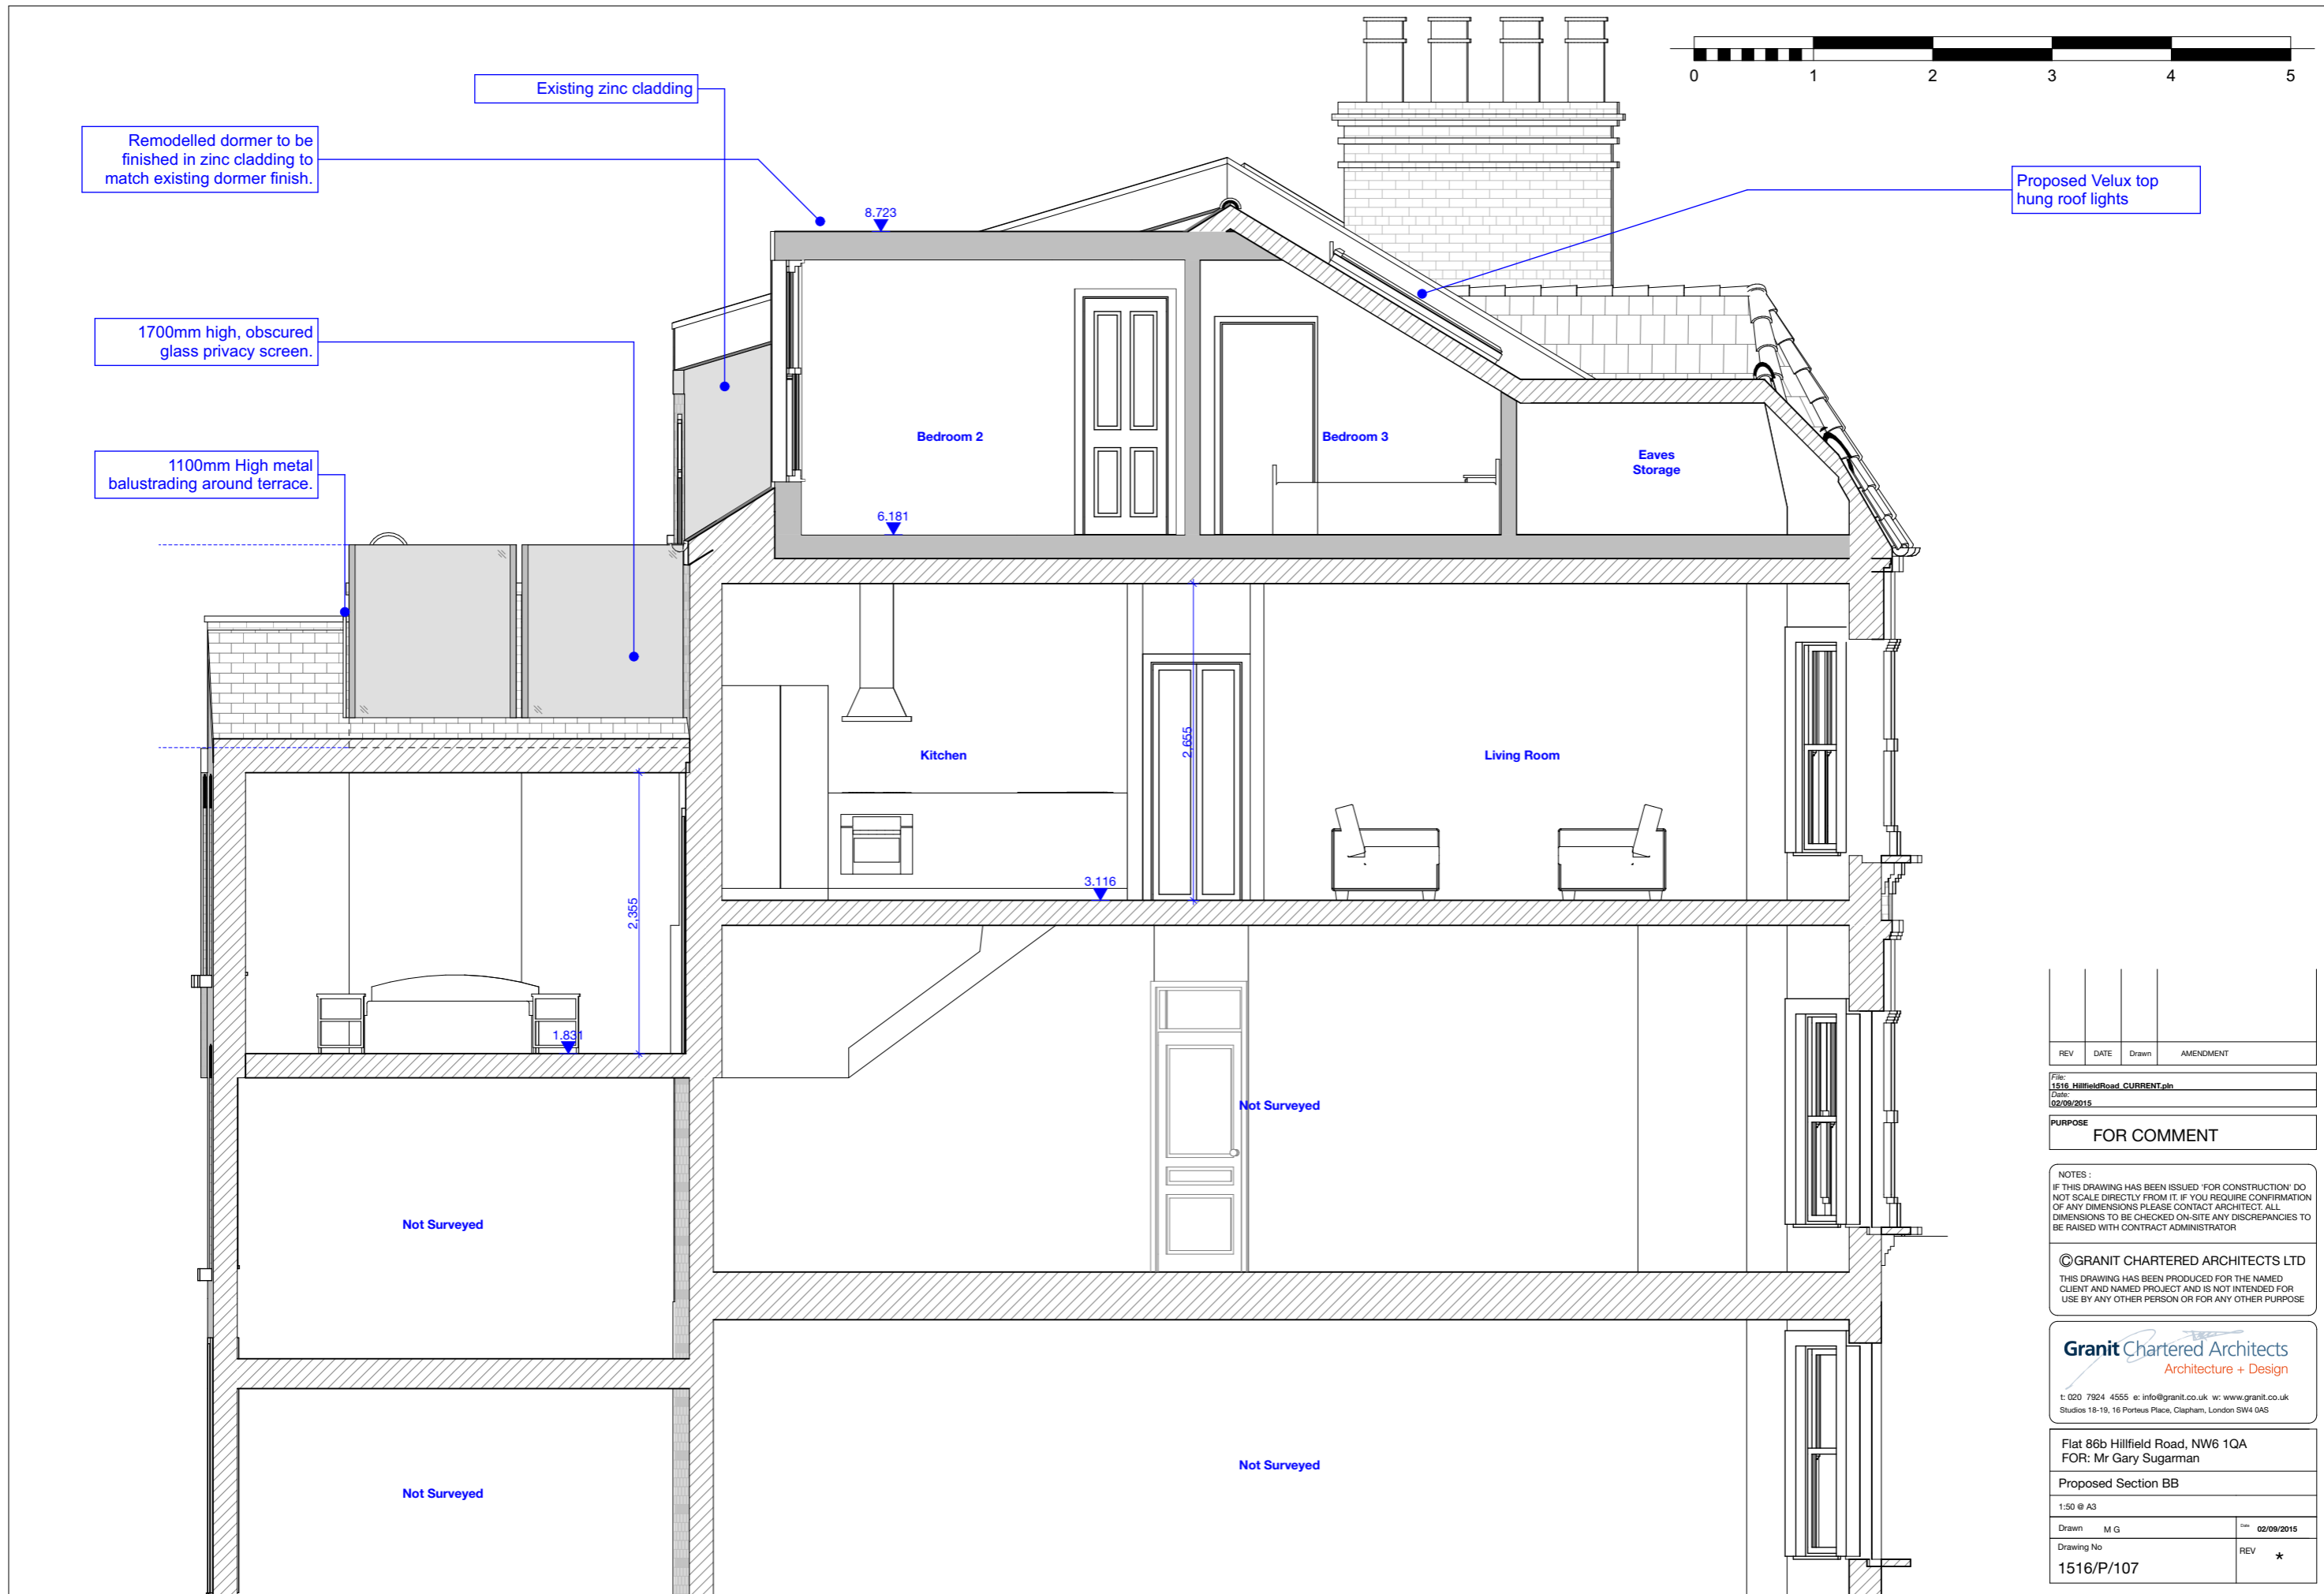 Existing zinc cladding
Remodelled dormer to be
finished in zinc cladding to
match existing dormer finish.
1700mm high, obscured
glass privacy screen.
1100mm High metal
balustrading around terrace.
0 1 2 3 4 5
Proposed Velux top
hung roof lights
8.723
Bedroom 2
Bedroom 3
Eaves
Storage
6.181
Kitchen
2,655
Living Room
3.116
2,355
1.831
Not Surveyed
Not Surveyed
Not Surveyed
Not Surveyed
REV DATE Drawn AMENDMENT
File:
1516_HillfieldRoad_CURRENT.pln
Date:
02/09/2015
PURPOSE
FOR COMMENT
NOTES :
IF THIS DRAWING HAS BEEN ISSUED 'FOR CONSTRUCTION' DO
NOT SCALE DIRECTLY FROM IT. IF YOU REQUIRE CONFIRMATION
OF ANY DIMENSIONS PLEASE CONTACT ARCHITECT. ALL
DIMENSIONS TO BE CHECKED ON-SITE ANY DISCREPANCIES TO
BE RAISED WITH CONTRACT ADMINISTRATOR
©GRANIT CHARTERED ARCHITECTS LTD
THIS DRAWING HAS BEEN PRODUCED FOR THE NAMED
CLIENT AND NAMED PROJECT AND IS NOT INTENDED FOR
USE BY ANY OTHER PERSON OR FOR ANY OTHER PURPOSE
Granit Chartered Architects
Architecture + Design
t: 020 7924 4555 e: info@granit.co.uk w: www.granit.co.uk
Studios 18-19, 16 Porteus Place, Clapham, London SW4 0AS
Flat 86b Hillfield Road, NW6 1QA
FOR: Mr Gary Sugarman
Proposed Section BB
1:50 @ A3
Drawn M G
Date 02/09/2015
Drawing No
1516/P/107
REV *